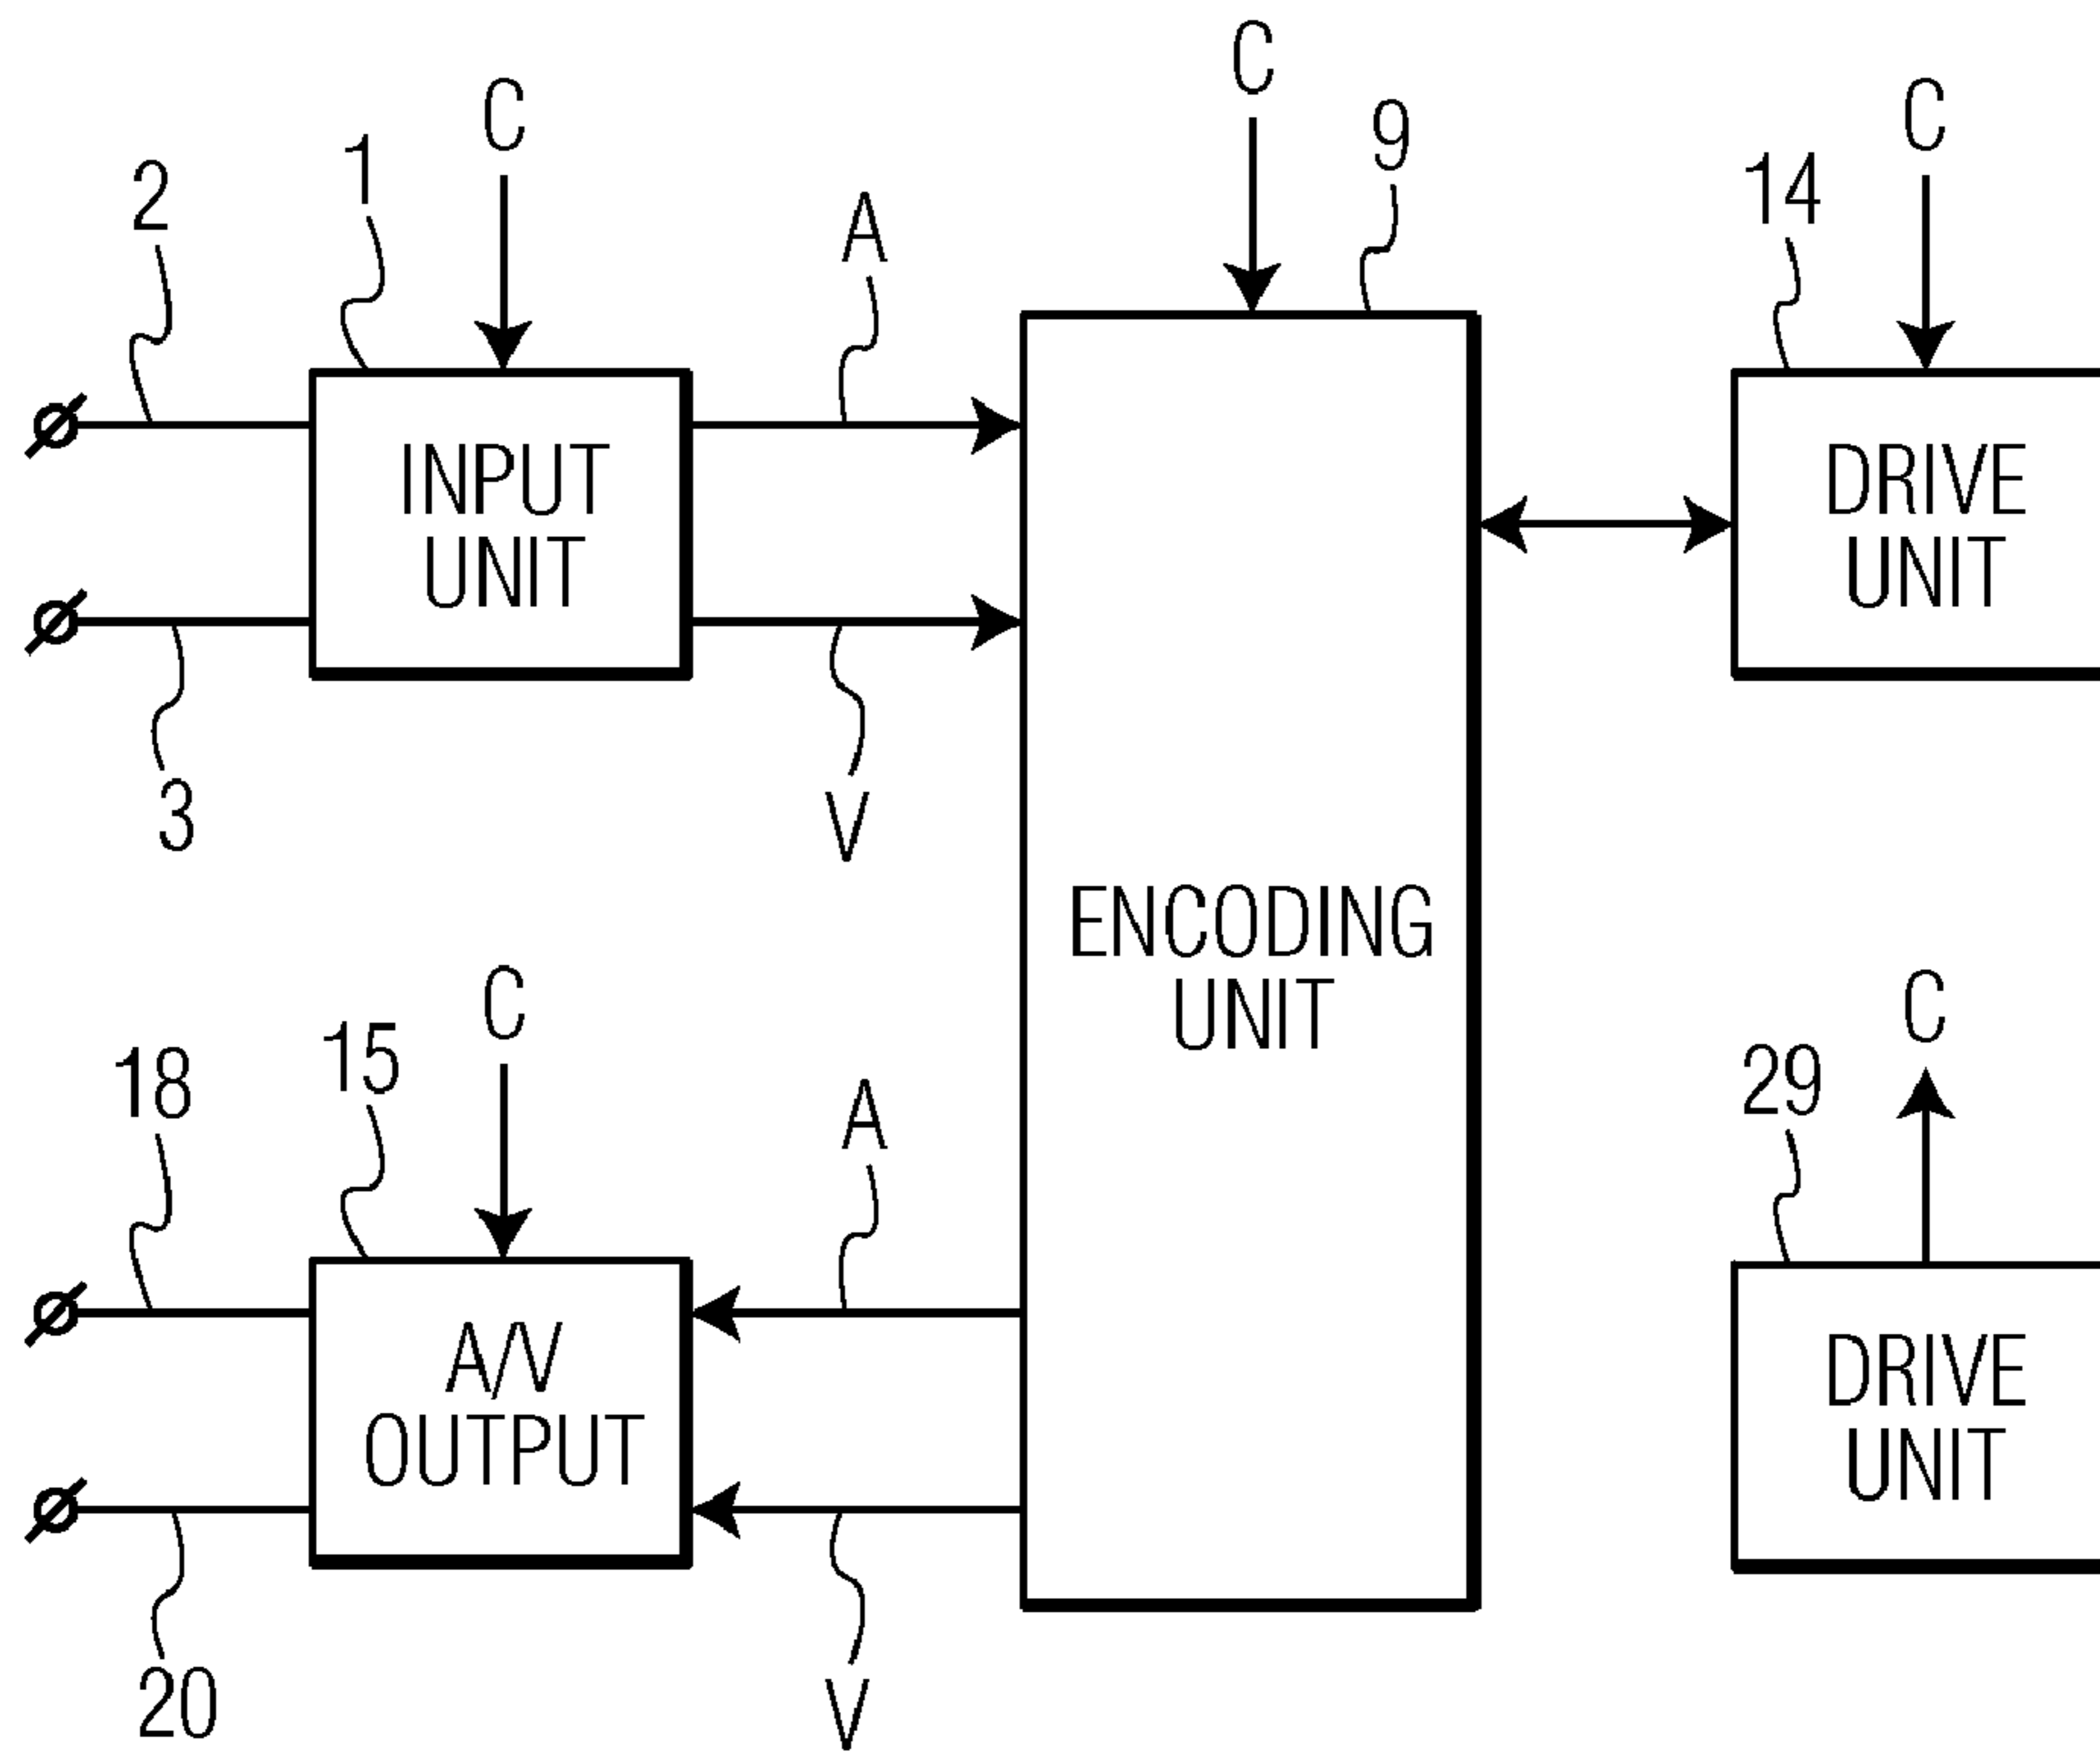 C
C
9
C
1
14
2
A
INPUT
UNIT
DRIVE
UNIT
3
V
ENCODING
UNIT
C
C
15
29
18
A
A/V
OUTPUT
DRIVE
UNIT
20
V